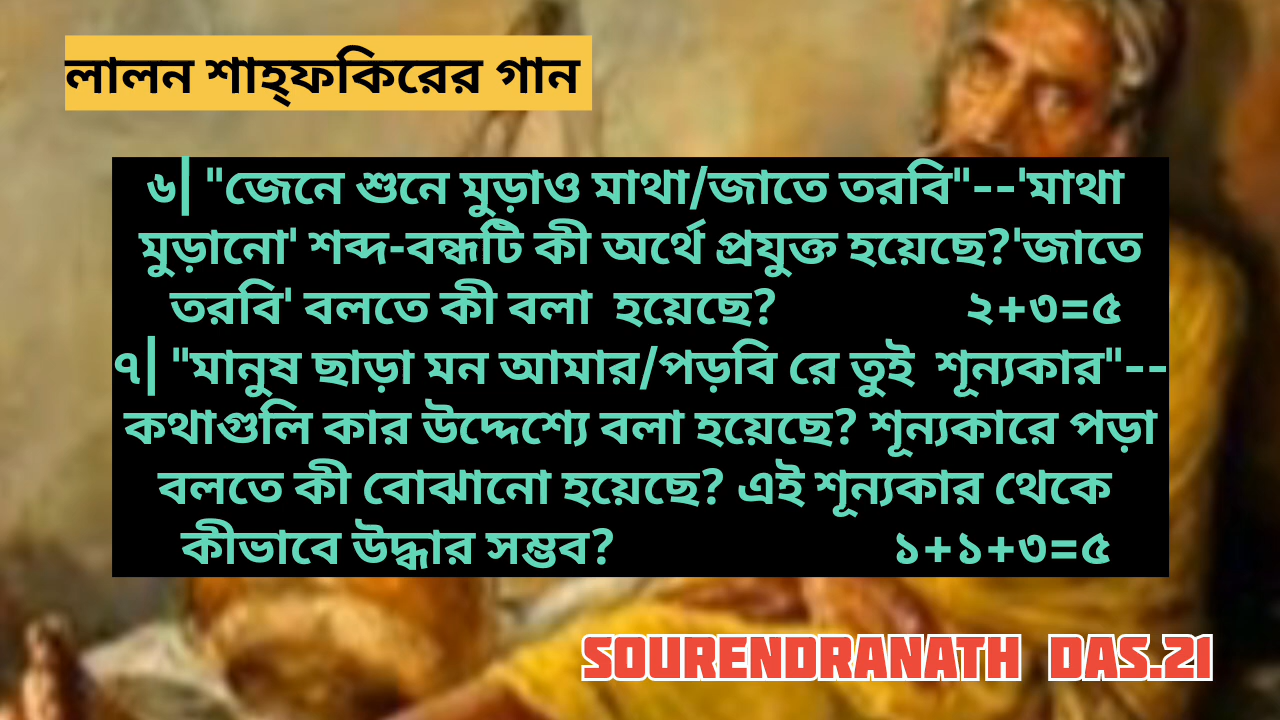 লালন শাহ্ফকিরের গান
৬| "জেনে শুনে মুড়াও মাথা/জাতে তরবি"--'মাথা
মুড়ানো' শব্দ-বন্ধটি কী অর্থে প্রযুক্ত হয়েছে?'জাতে
তরবি' বলতে কী বলা হয়েছে? ২+৩=৫
৭| "মানুষ ছাড়া মন আমার/পড়বি রে তুই শূন্যকার"--
কথাগুলি কার উদ্দেশ্যে বলা হয়েছে? শূন্যকারে পড়া
বলতে কী বোঝানো হয়েছে? এই শূন্যকার থেকে
কীভাবে উদ্ধার সম্ভব? ১+১+৩=৫
SOURENDRANATH DAS.21